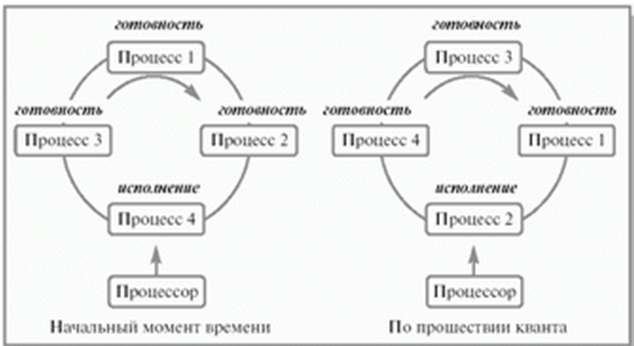 готовность
Процесс 1
готовность
готовность
Процесс 3
Процесс 2
исполнение
Процесс 4
Процессор
Начальный момент времени
готовность
Процесс 3
готовность
готовность
Процесс 4
Процесс 1
исполнение
Процесс 2
Процессор
По прошествии кванта